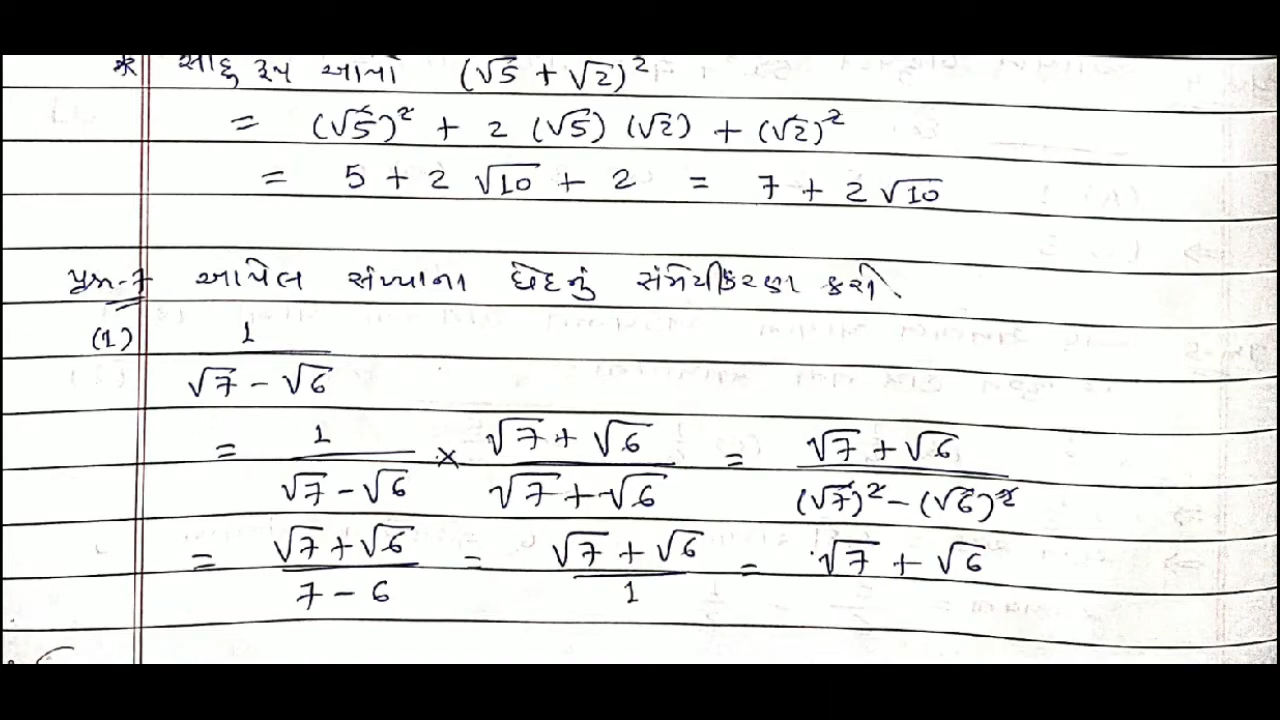 * સાદુ રૂપ આપો (√5 + √2)²
= (√5)² + 2 (√5) (√2) + (√2)²
= 5 + 2 √10 + 2 = 7 + 2 √10
પ્રશ્ન-7 આપેલ સંખ્યાના છેદનું સંમેયીકરણ કરો.
(1) 1 / (√7 - √6)
= 1 / (√7 - √6) × (√7 + √6) / (√7 + √6) = (√7 + √6) / ((√7)² - (√6)²)
= (√7 + √6) / (7 - 6) = (√7 + √6) / 1 = √7 + √6